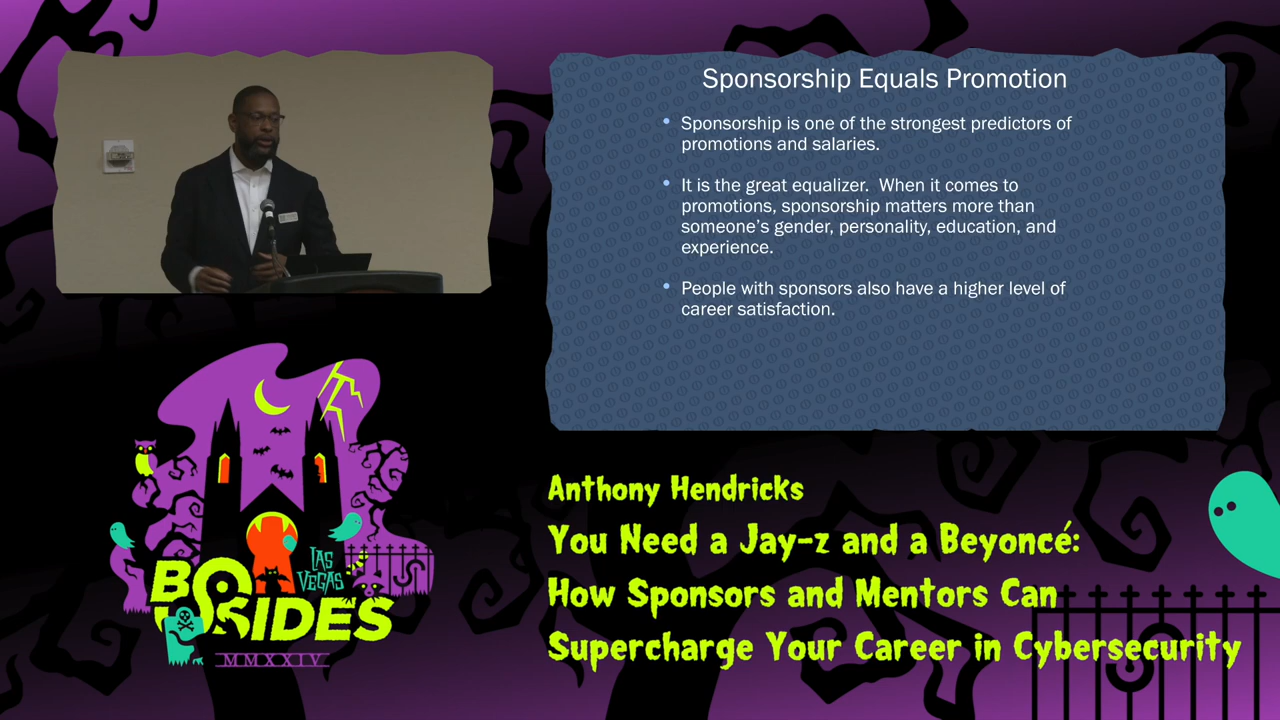 Sponsorship Equals Promotion
• Sponsorship is one of the strongest predictors of
promotions and salaries.
• It is the great equalizer.  When it comes to
promotions, sponsorship matters more than
someone's gender, personality, education, and
experience.
• People with sponsors also have a higher level of
career satisfaction.
LAS
VEGAS
BSIDES
MMXXIV
Anthony Hendricks
You Need a Jay-z and a Beyoncé:
How Sponsors and Mentors Can
Supercharge Your Career in Cybersecurity